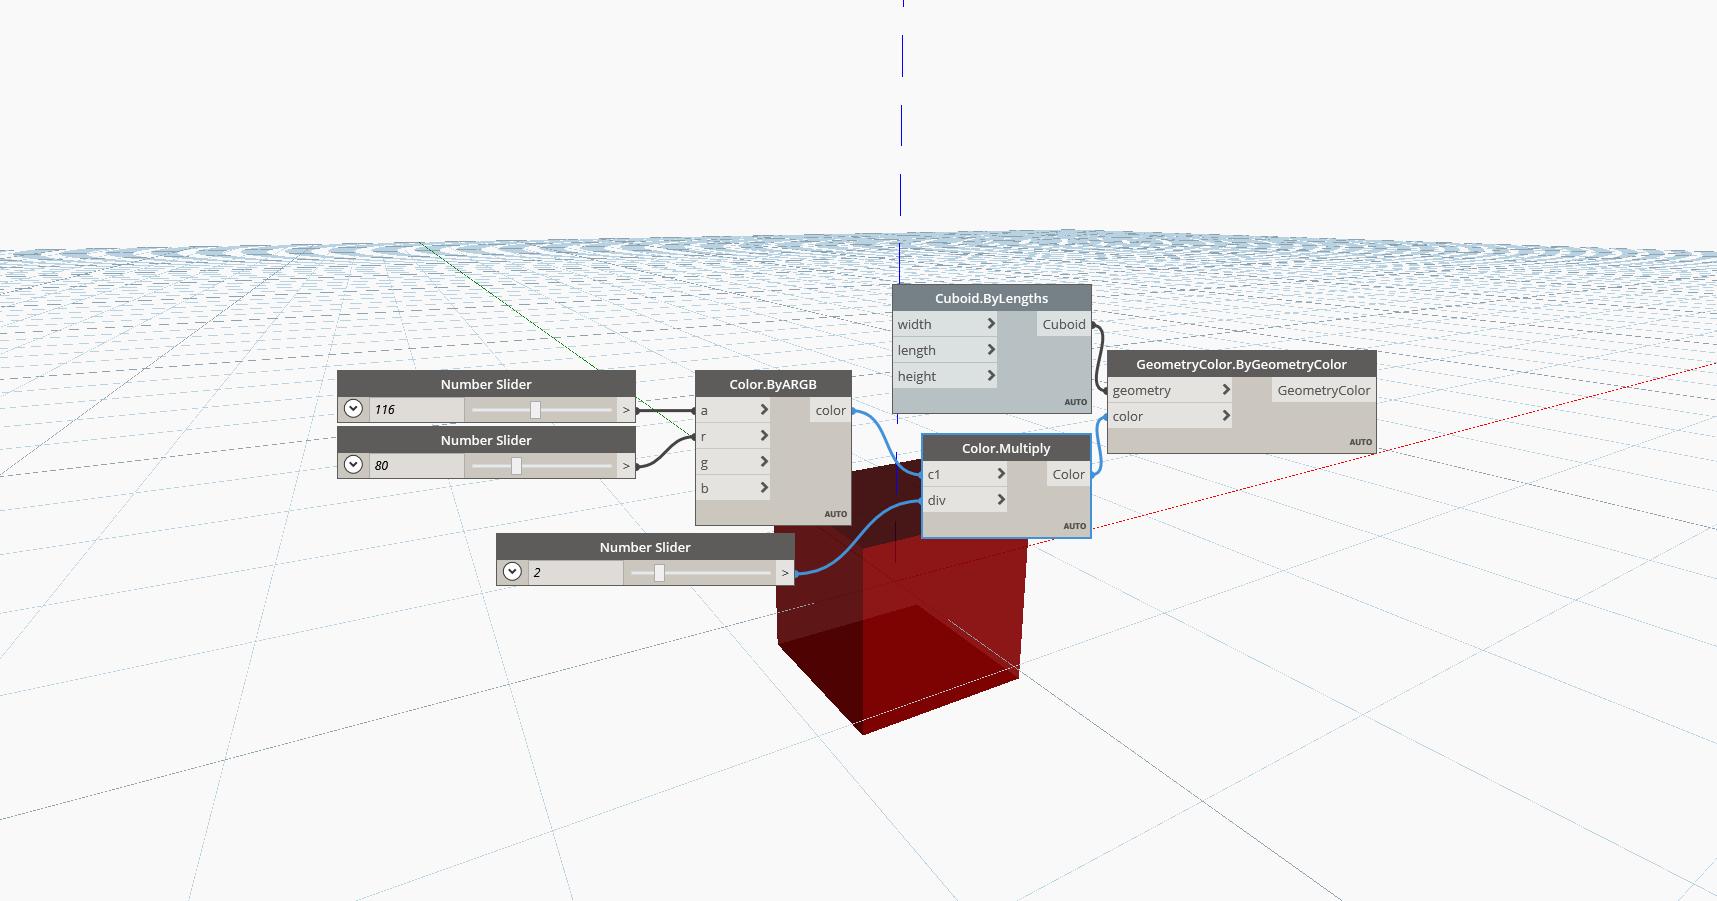 Cuboid.ByLengths
width > Cuboid
length >
height >
AUTO
GeometryColor.ByGeometryColor
geometry > GeometryColor
color >
AUTO
Number Slider
116 >
Number Slider
80 >
Color.ByARGB
a > color
r >
g >
b >
AUTO
Color.Multiply
c1 > Color
div >
AUTO
Number Slider
2 >